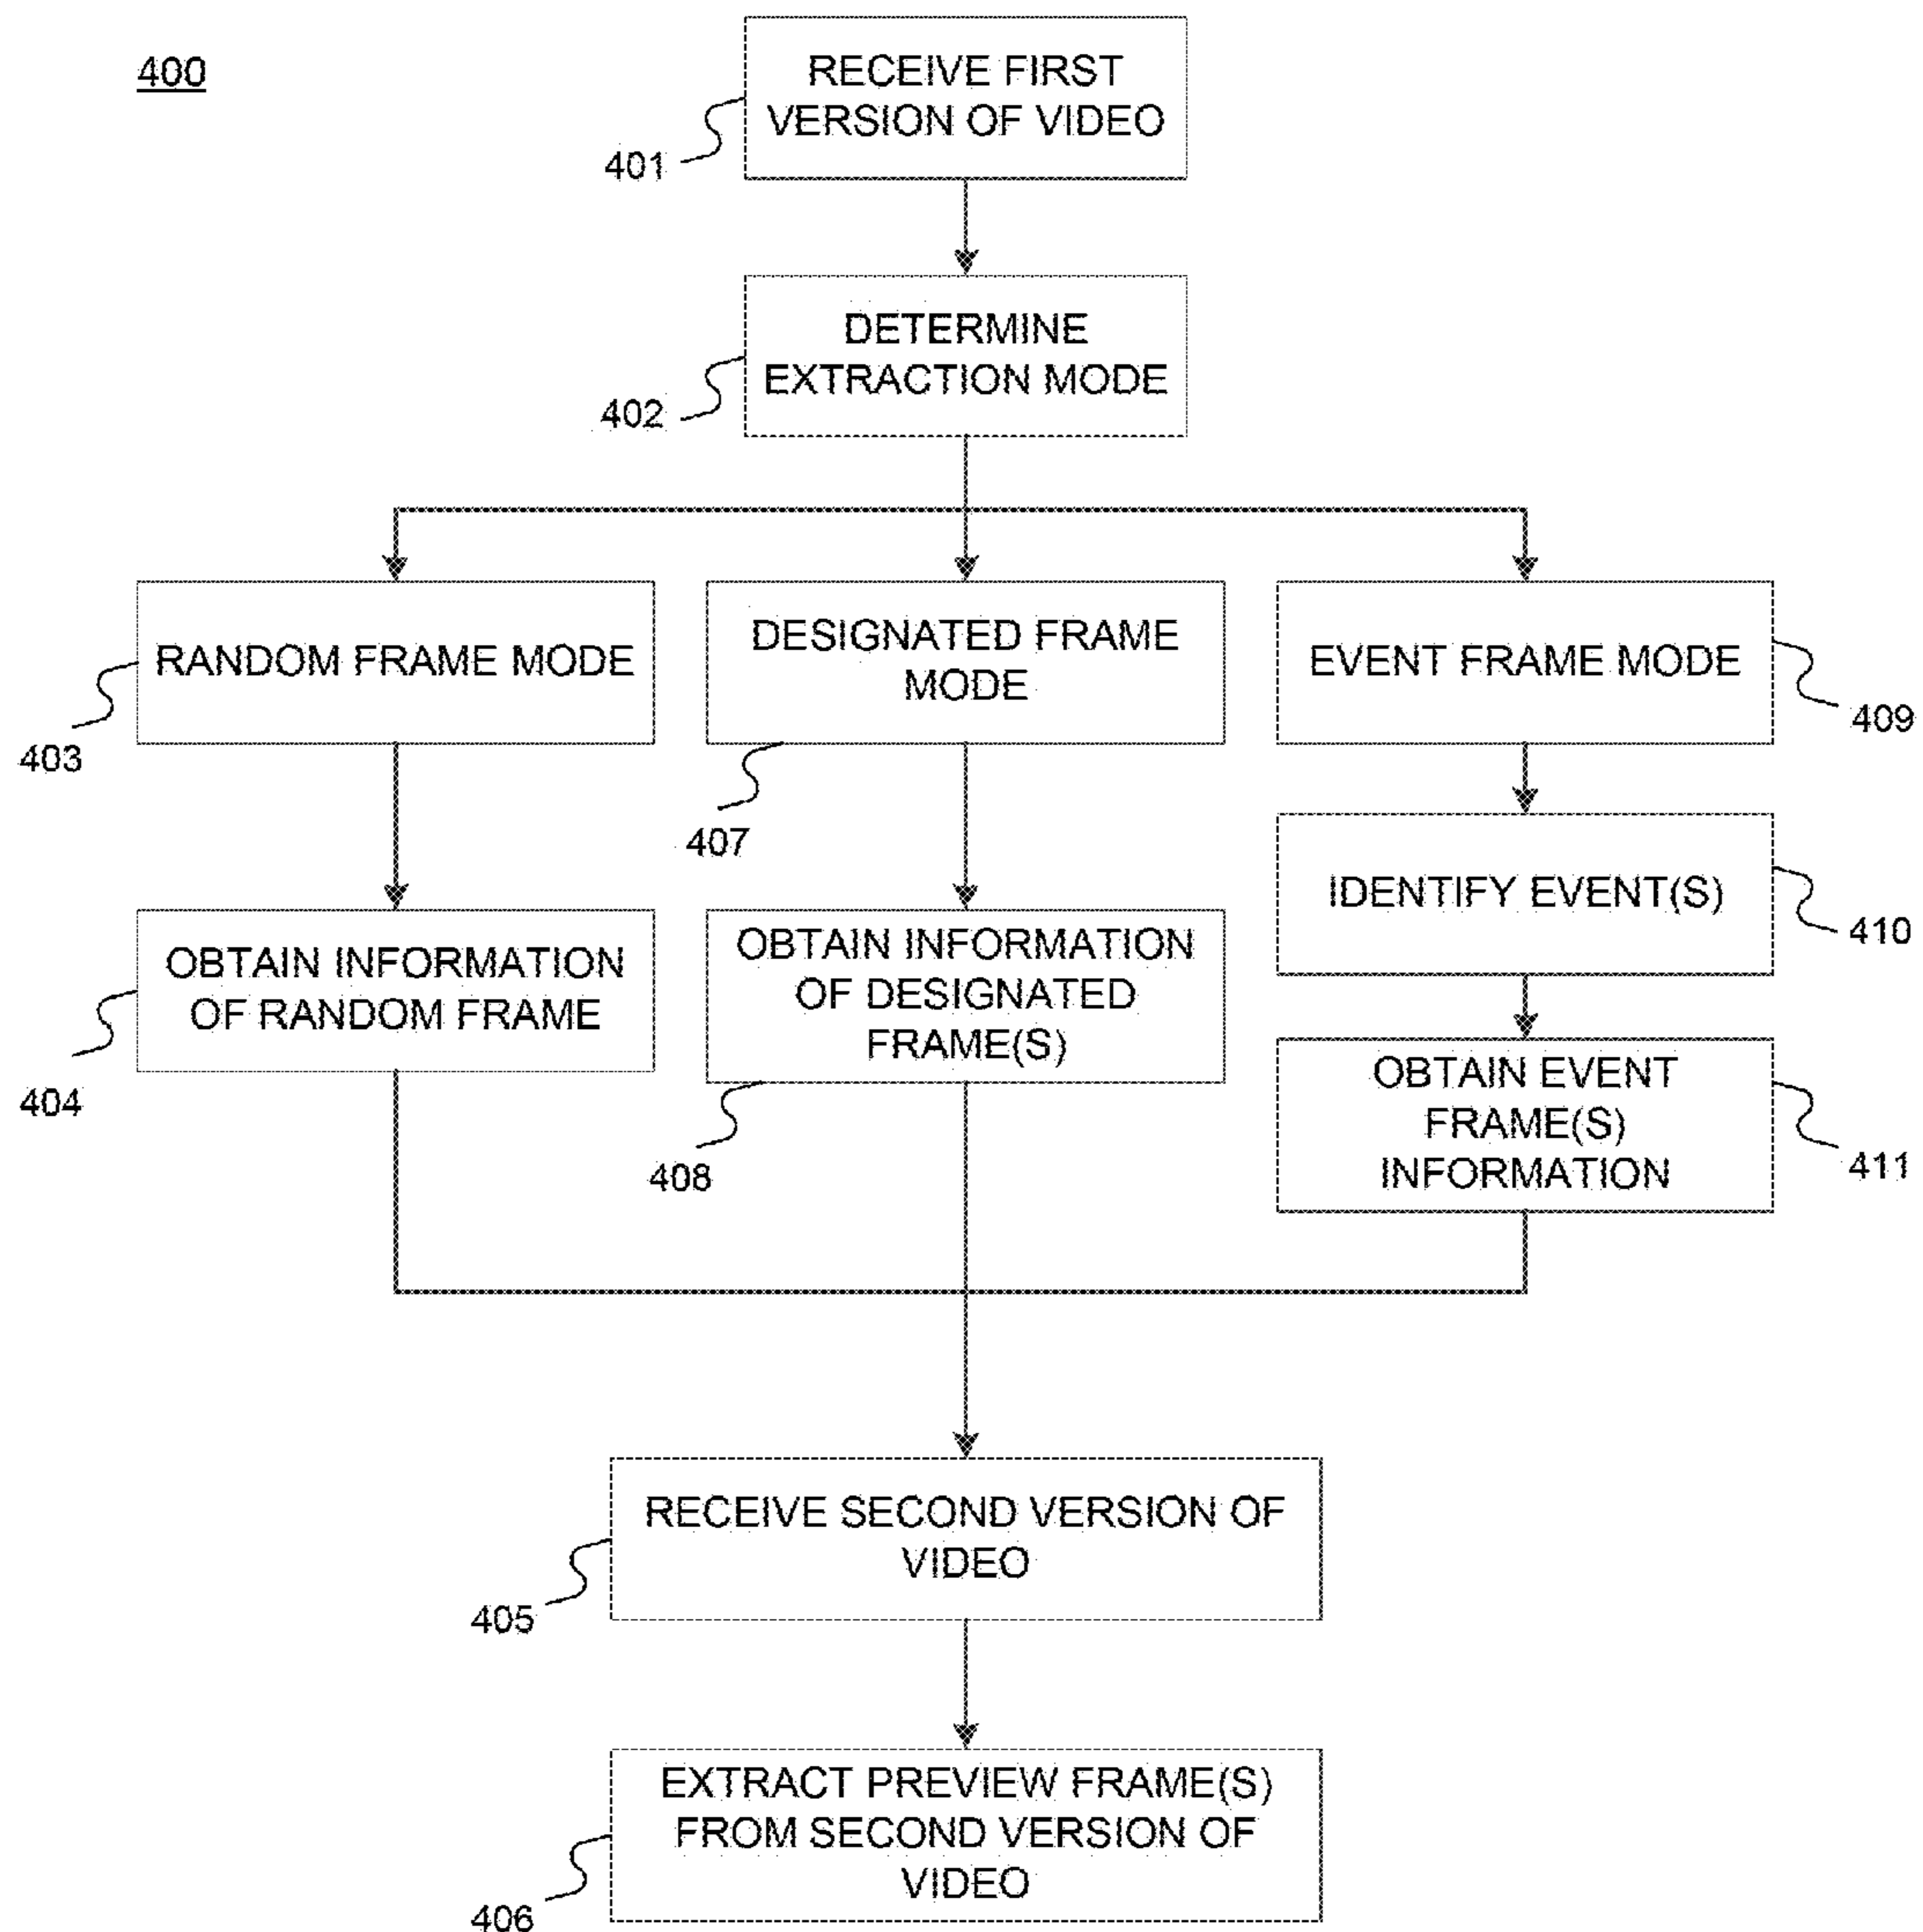 400
RECEIVE FIRST
VERSION OF VIDEO
401
DETERMINE
EXTRACTION MODE
402
RANDOM FRAME MODE
403
DESIGNATED FRAME
MODE
407
EVENT FRAME MODE
409
IDENTIFY EVENT(S)
410
OBTAIN INFORMATION
OF RANDOM FRAME
404
OBTAIN INFORMATION
OF DESIGNATED
FRAME(S)
408
OBTAIN EVENT
FRAME(S)
INFORMATION
411
RECEIVE SECOND VERSION OF
VIDEO
405
EXTRACT PREVIEW FRAME(S)
FROM SECOND VERSION OF
VIDEO
406